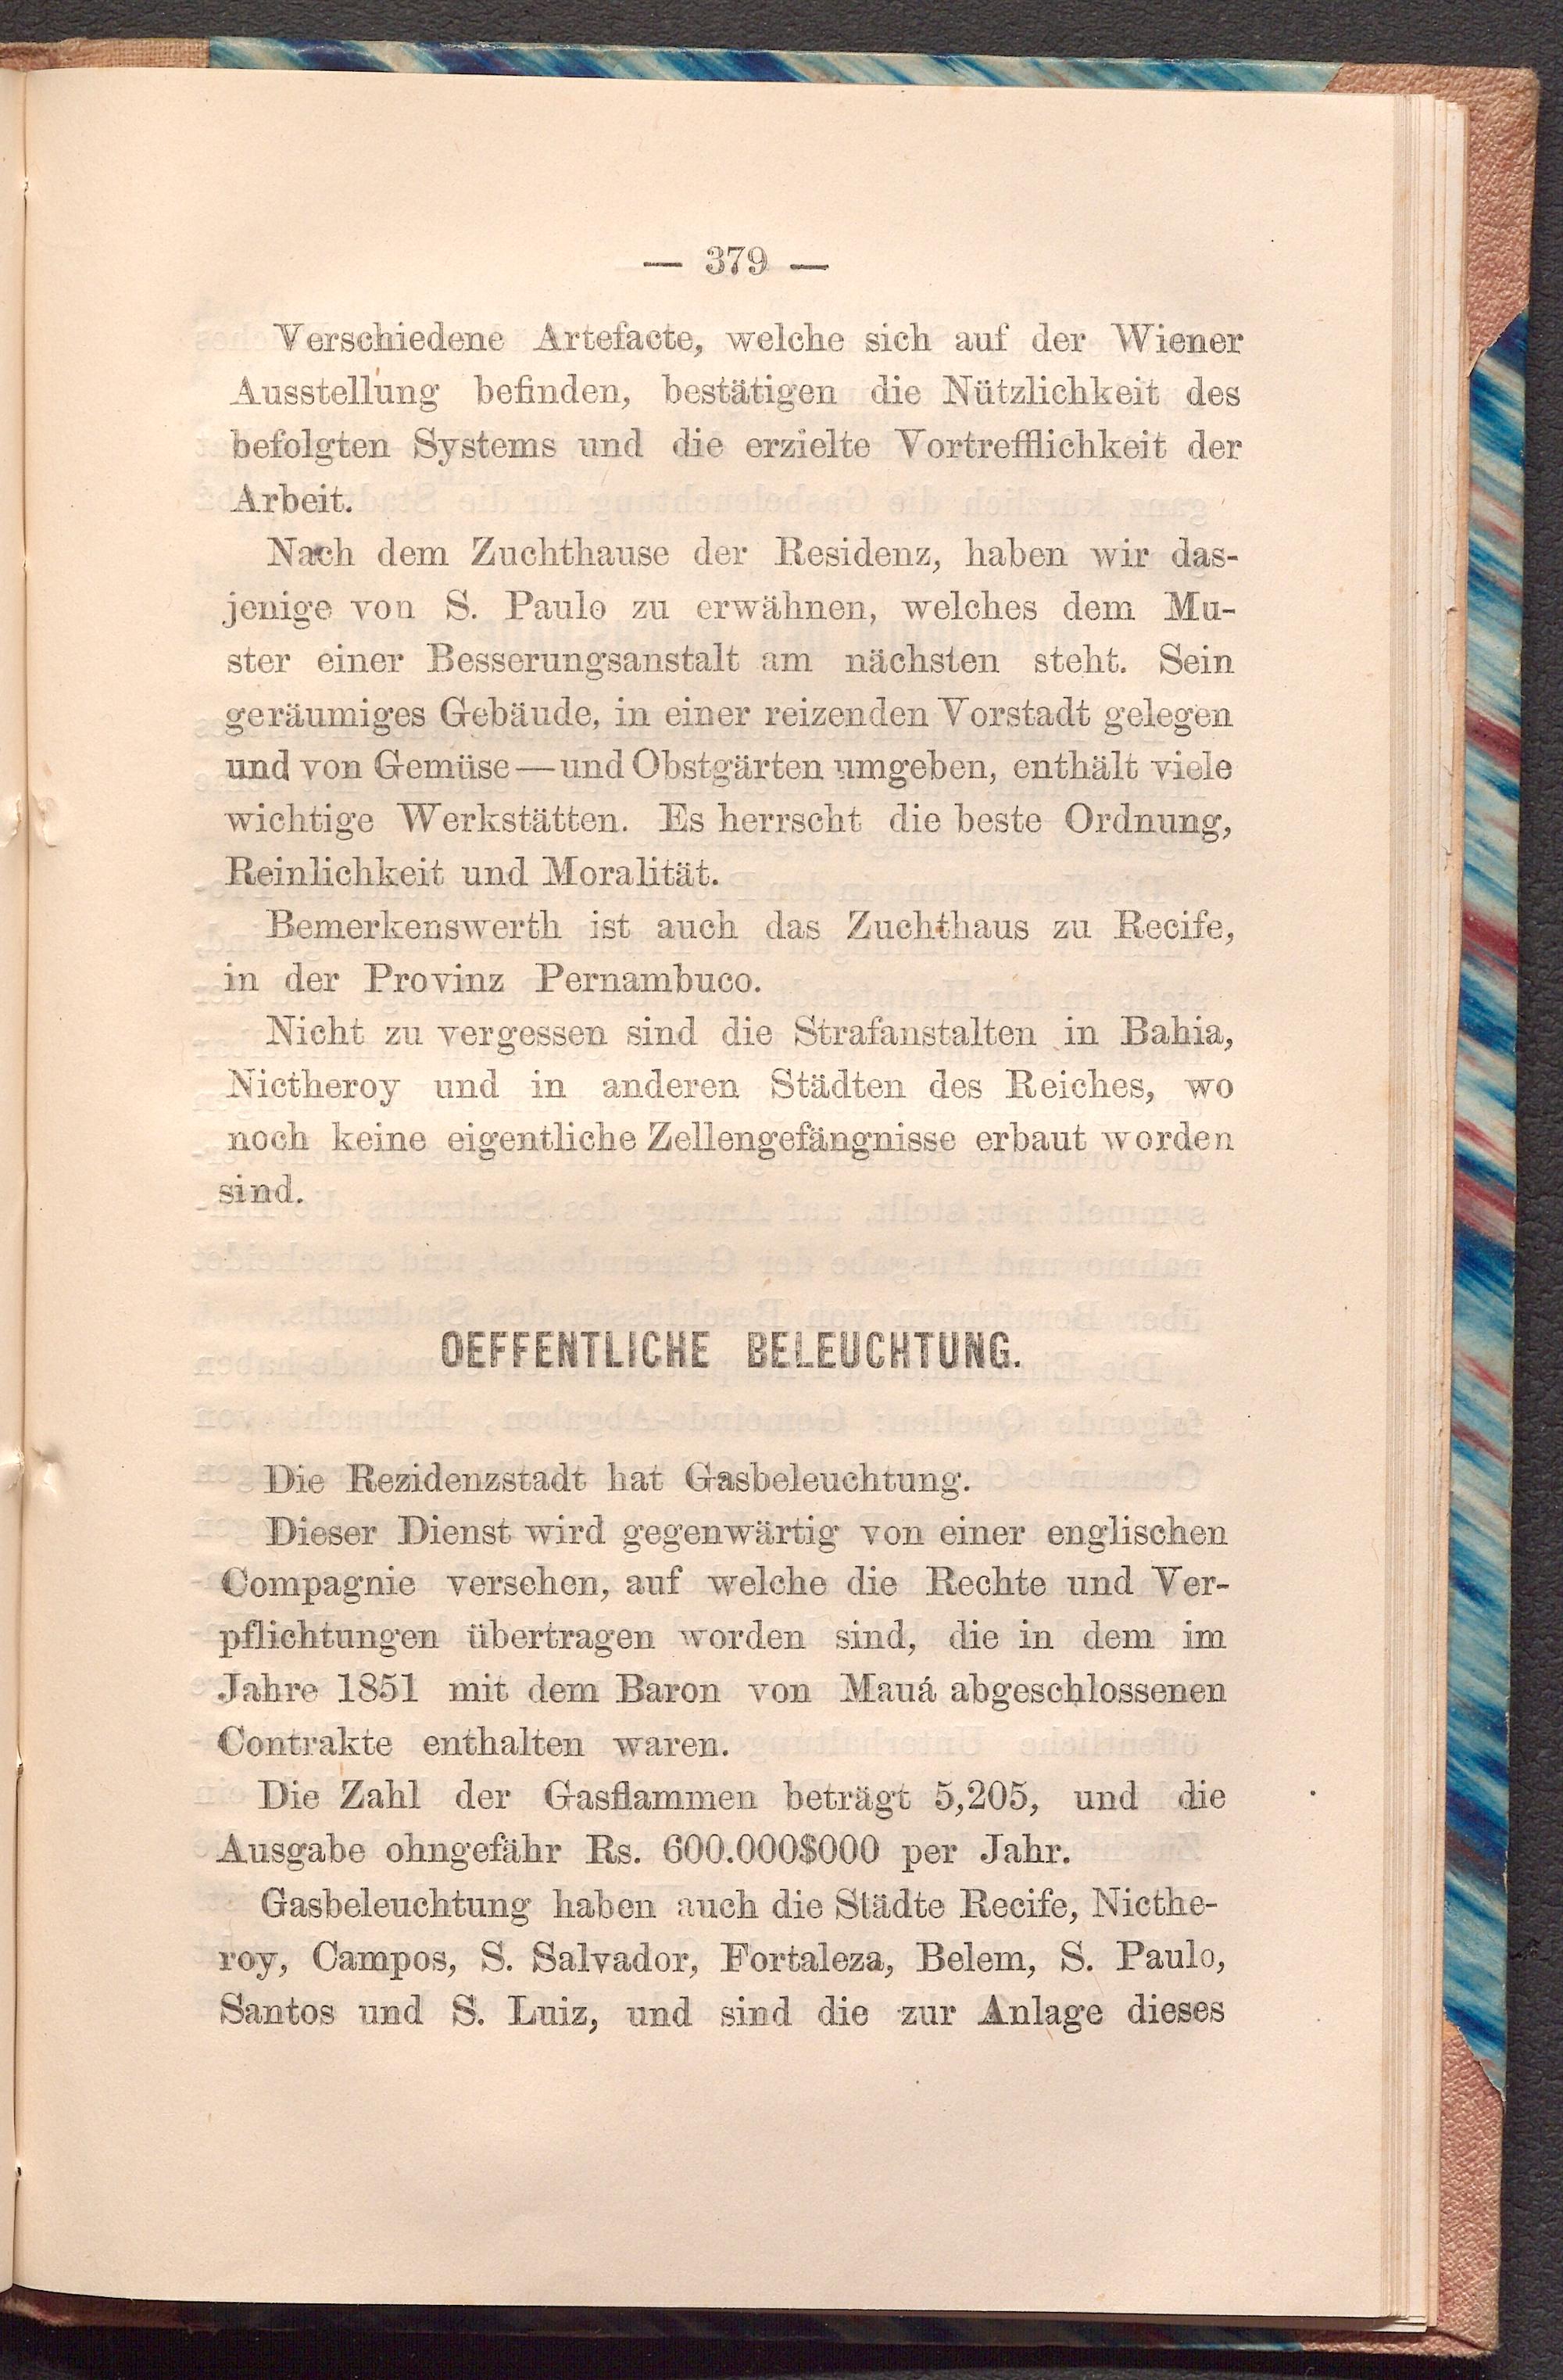 — 379 —
Verschiedene Artefacte, welche sich auf der Wiener
Ausstellung befinden, bestätigen die Nützlichkeit des
befolgten Systems und die erzielte Vortrefflichkeit der
Arbeit.
Nach dem Zuchthause der Residenz, haben wir das-
jenige von S. Paulo zu erwähnen, welches dem Mu-
ster einer Besserungsanstalt am nächsten steht. Sein
geräumiges Gebäude, in einer reizenden Vorstadt gelegen
und von Gemüse—und Obstgärten umgeben, enthält viele
wichtige Werkstätten. Es herrscht die beste Ordnung,
Reinlichkeit und Moralität.
Bemerkenswerth ist auch das Zuchthaus zu Recife,
in der Provinz Pernambuco.
Nicht zu vergessen sind die Strafanstalten in Bahia,
Nictheroy und in anderen Städten des Reiches, wo
noch keine eigentliche Zellengefängnisse erbaut worden
sind.
OEFFENTLICHE BELEUCHTUNG.
Die Rezidenzstadt hat Gasbeleuchtung.
Dieser Dienst wird gegenwärtig von einer englischen
Compagnie versehen, auf welche die Rechte und Ver-
pflichtungen übertragen worden sind, die in dem im
Jahre 1851 mit dem Baron von Mauá abgeschlossenen
Contrakte enthalten waren.
Die Zahl der Gasflammen beträgt 5,205, und die
Ausgabe ohngefähr Rs. 600.000$000 per Jahr.
Gasbeleuchtung haben auch die Städte Recife, Nicthe-
roy, Campos, S. Salvador, Fortaleza, Belem, S. Paulo,
Santos und S. Luiz, und sind die zur Anlage dieses